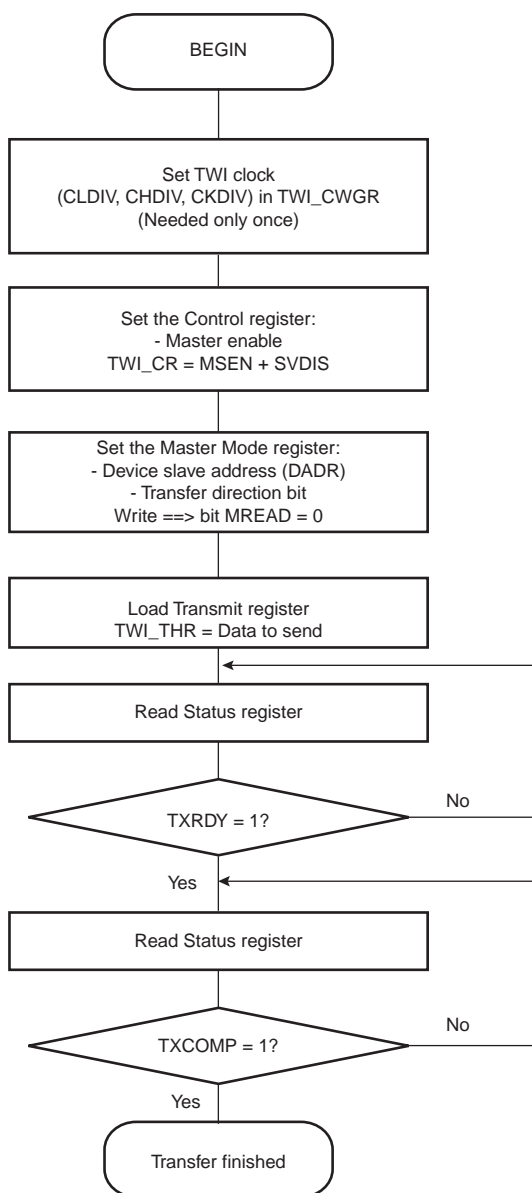 BEGIN
Set TWI clock
(CLDIV, CHDIV, CKDIV) in TWI_CWGR
(Needed only once)
Set the Control register:
- Master enable
TWI_CR = MSEN + SVDIS
Set the Master Mode register:
- Device slave address (DADR)
- Transfer direction bit
Write ==> bit MREAD = 0
Load Transmit register
TWI_THR = Data to send
Read Status register
TXRDY = 1?
No
Yes
Read Status register
TXCOMP = 1?
No
Yes
Transfer finished